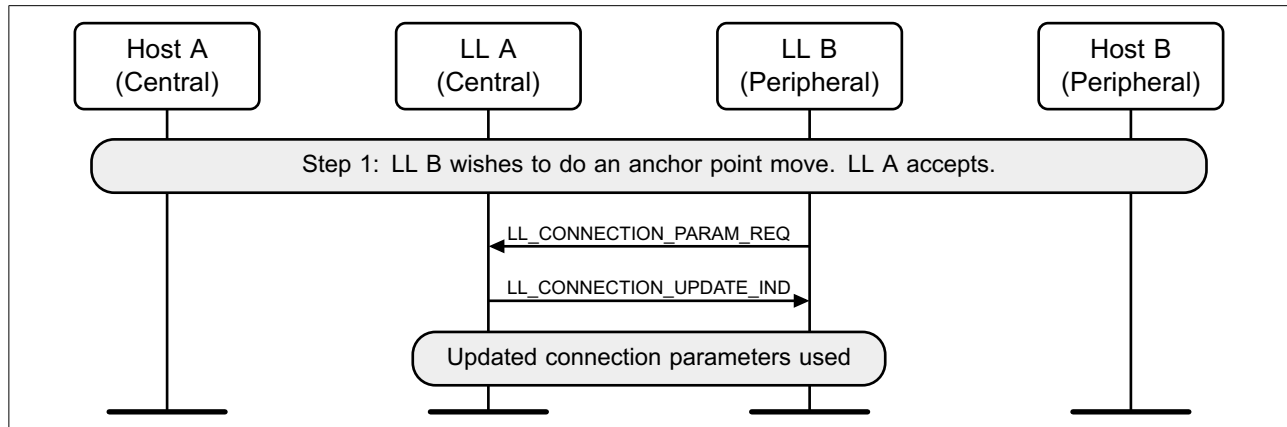 Host A
(Central)
LL A
(Central)
LL B
(Peripheral)
Host B
(Peripheral)
Step 1: LL B wishes to do an anchor point move. LL A accepts.
LL_CONNECTION_PARAM_REQ
LL_CONNECTION_UPDATE_IND
Updated connection parameters used